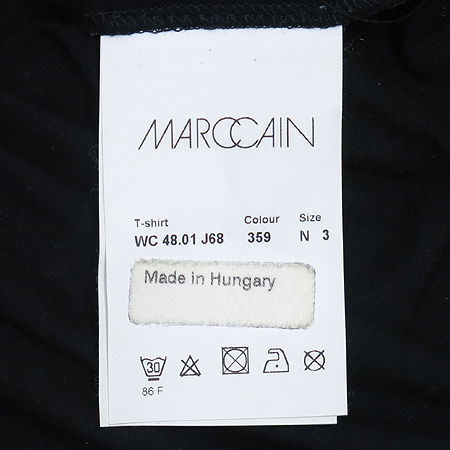 MARCCAIN
T-shirt Colour Size
WC 48.01 J68 359 N 3
Made in Hungary
30
86 F